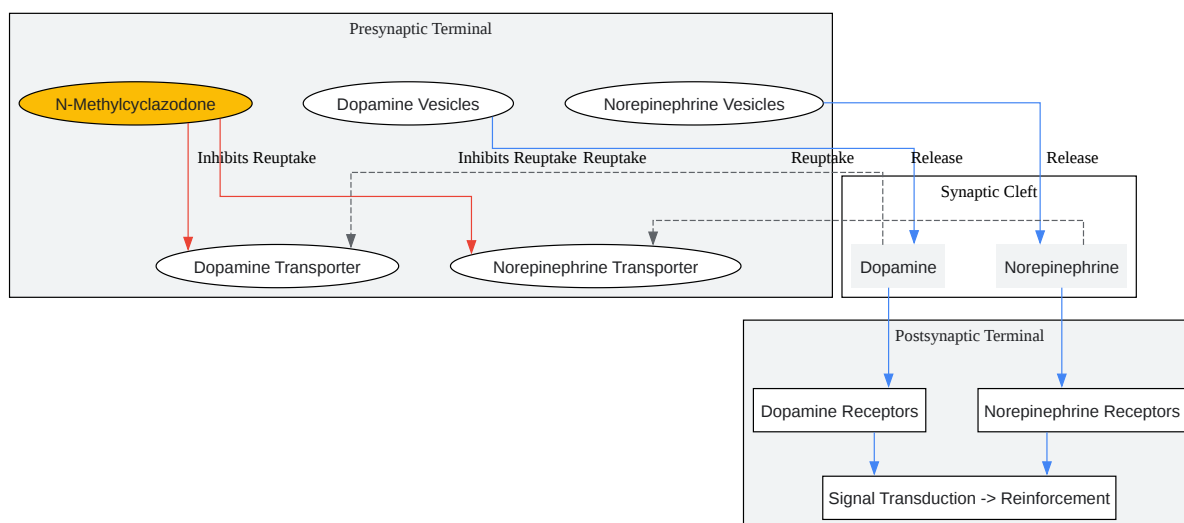 Presynaptic Terminal
N-Methylcyclazodone
Dopamine Vesicles
Norepinephrine Vesicles
Inhibits Reuptake
Inhibits Reuptake
Reuptake
Reuptake
Release
Release
Synaptic Cleft
Dopamine Transporter
Norepinephrine Transporter
Dopamine
Norepinephrine
Postsynaptic Terminal
Dopamine Receptors
Norepinephrine Receptors
Signal Transduction -> Reinforcement